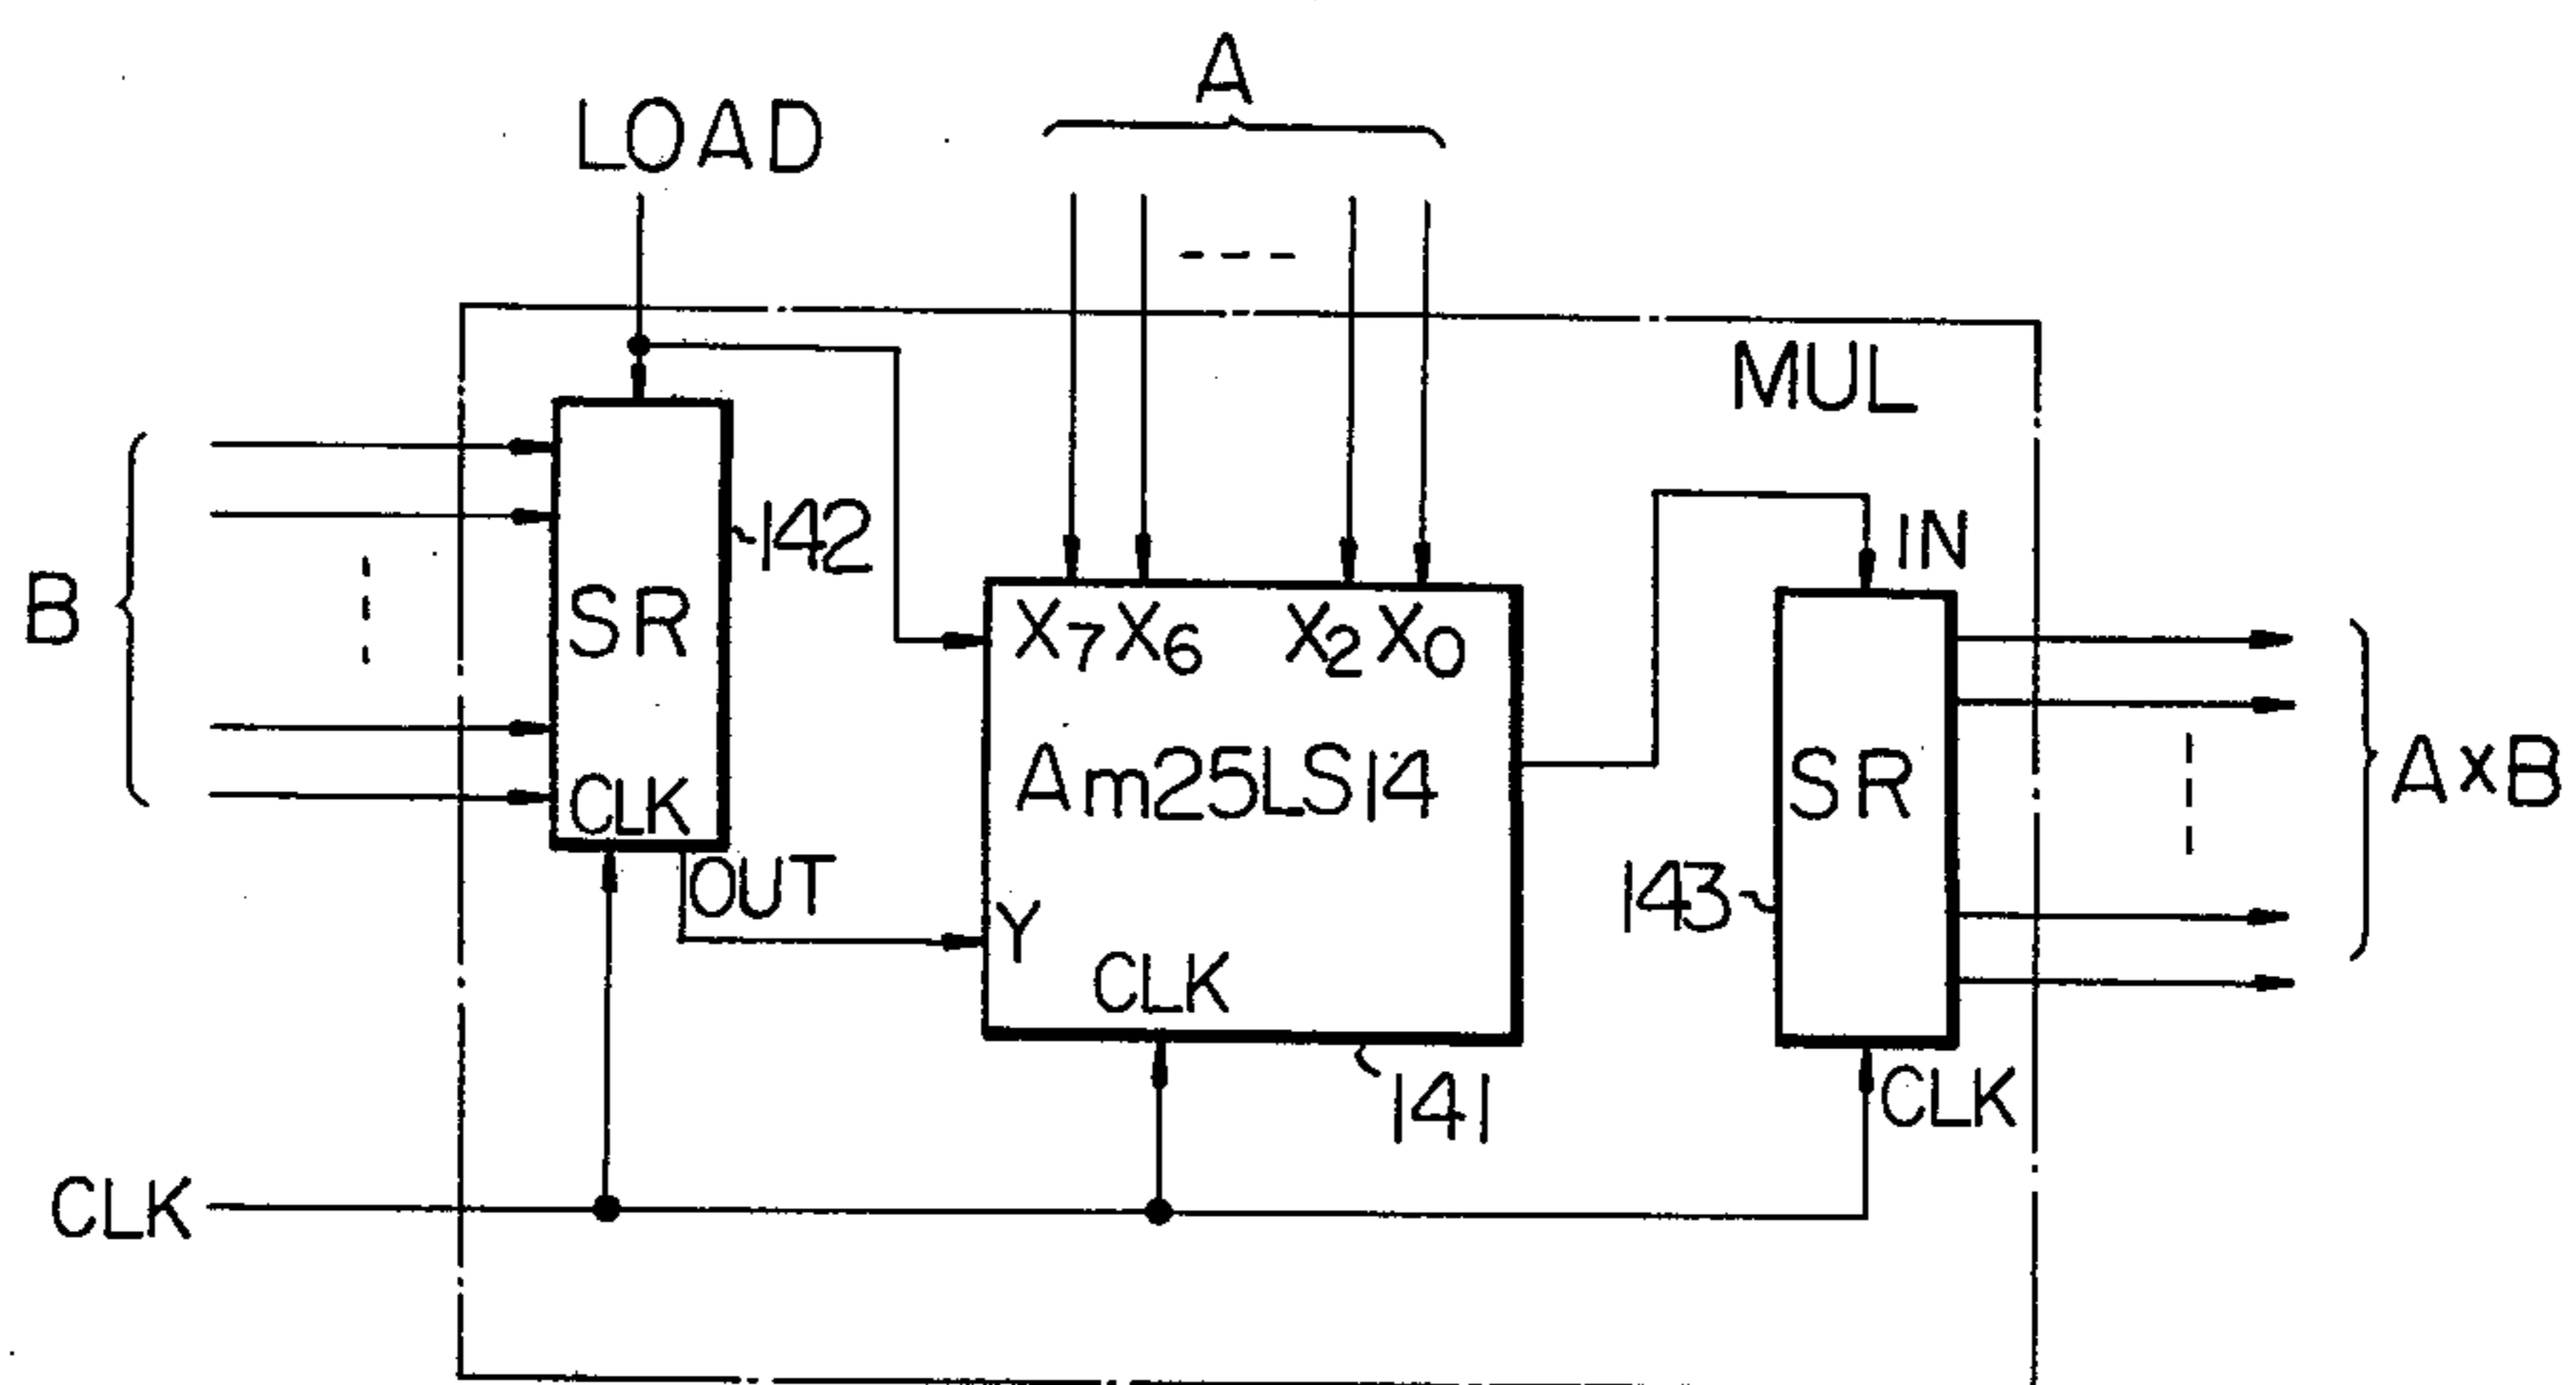 A
LOAD
MUL
B
SR
142
CLK
OUT
X7 X6 X2 X0
Am25LS14
Y
CLK
141
IN
SR
143
CLK
A×B
CLK